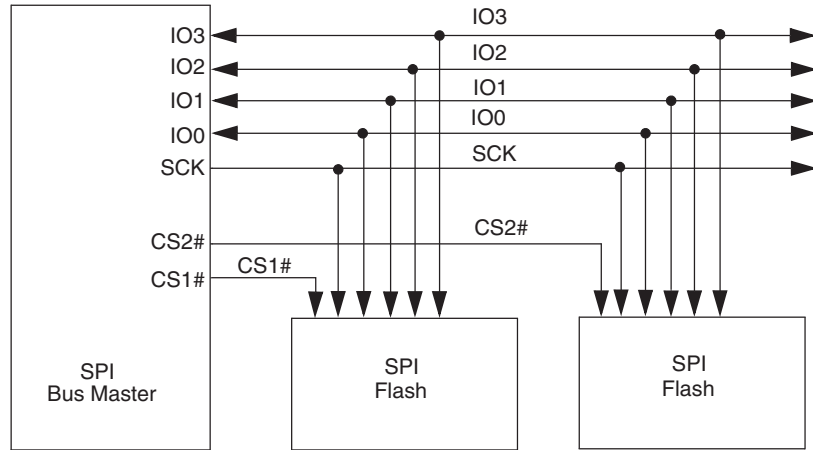 IO3
IO3
IO2
IO2
IO1
IO1
IO0
IO0
SCK
SCK
CS2#
CS2#
CS1#
CS1#
SPI
Bus Master
SPI
Flash
SPI
Flash